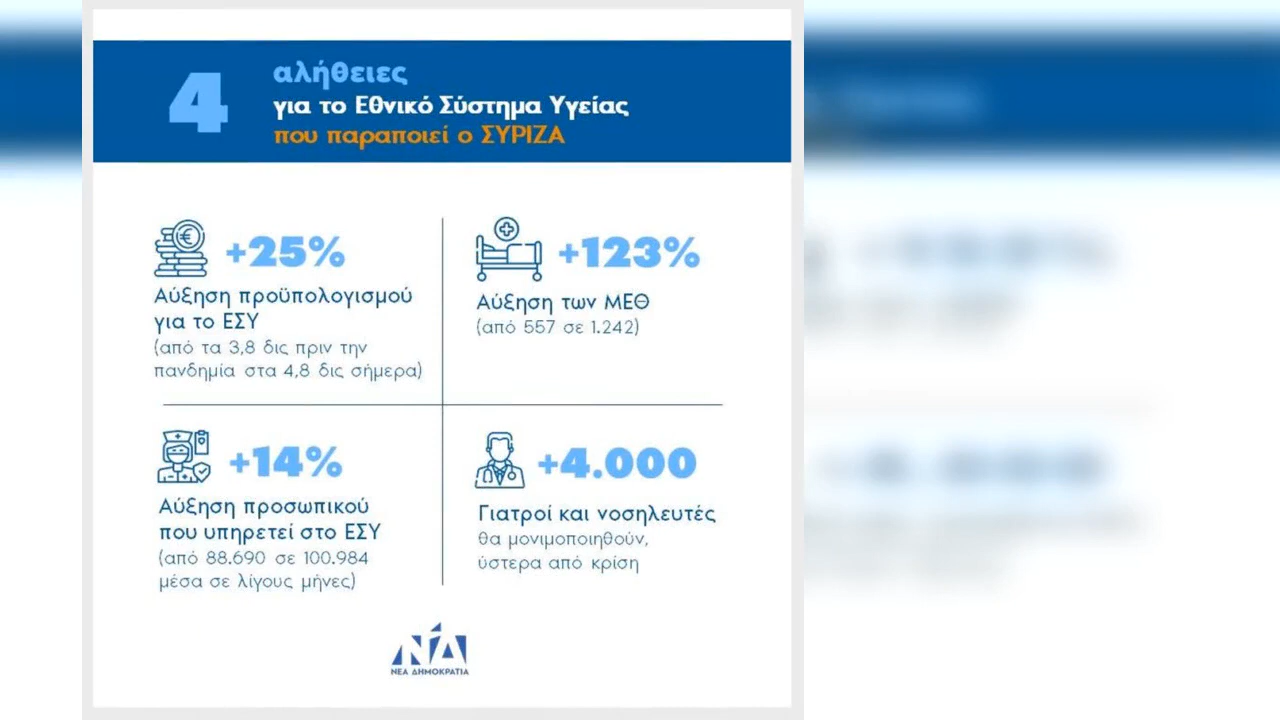 4
αλήθειες
για το Εθνικό Σύστημα Υγείας
που παραποιεί ο ΣΥΡΙΖΑ
+25%
Αύξηση προϋπολογισμού
για το ΕΣΥ
(από τα 3,8 δις πριν την
πανδημία στα 4,8 δις σήμερα)
+123%
Αύξηση των ΜΕΘ
(από 557 σε 1.242)
+14%
Αύξηση προσωπικού
που υπηρετεί στο ΕΣΥ
(από 88.690 σε 100.984
μέσα σε λίγους μήνες)
+4.000
Γιατροί και νοσηλευτές
θα μονιμοποιηθούν,
ύστερα από κρίση
ΝΔ
ΝΕΑ ΔΗΜΟΚΡΑΤΙΑ